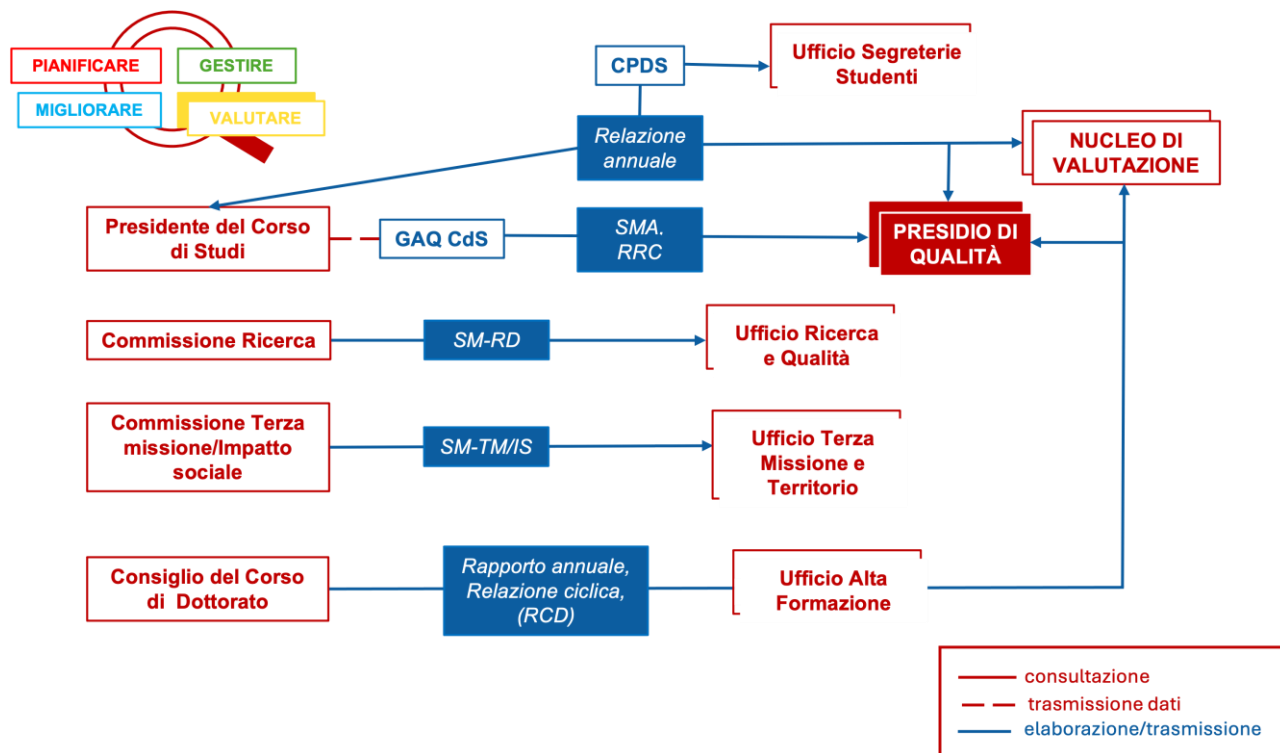 PIANIFICARE
GESTIRE
MIGLIORARE
VALUTARE
CPDS
Ufficio Segreterie
Studenti
Relazione
annuale
NUCLEO DI
VALUTAZIONE
Presidente del Corso
di Studi
GAQ CdS
SMA.
RRC
PRESIDIO DI
QUALITÀ
Commissione Ricerca
SM-RD
Ufficio Ricerca
e Qualità
Commissione Terza
missione/Impatto
sociale
SM-TM/IS
Ufficio Terza
Missione e
Territorio
Consiglio del Corso
di Dottorato
Rapporto annuale,
Relazione ciclica,
(RCD)
Ufficio Alta
Formazione
consultazione
trasmissione dati
elaborazione/trasmissione